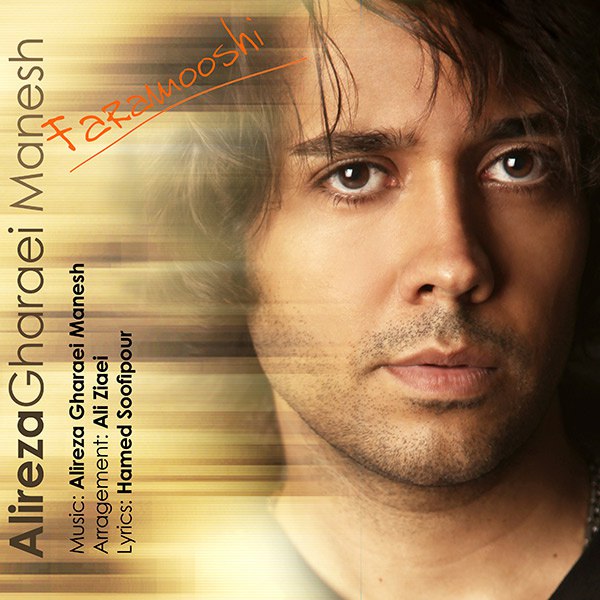 Faramooshi
Alireza Gharaei Manesh
Music: Alireza Gharaei Manesh
Arragement: Ali Ziaei
Lyrics: Hamed Soofipour